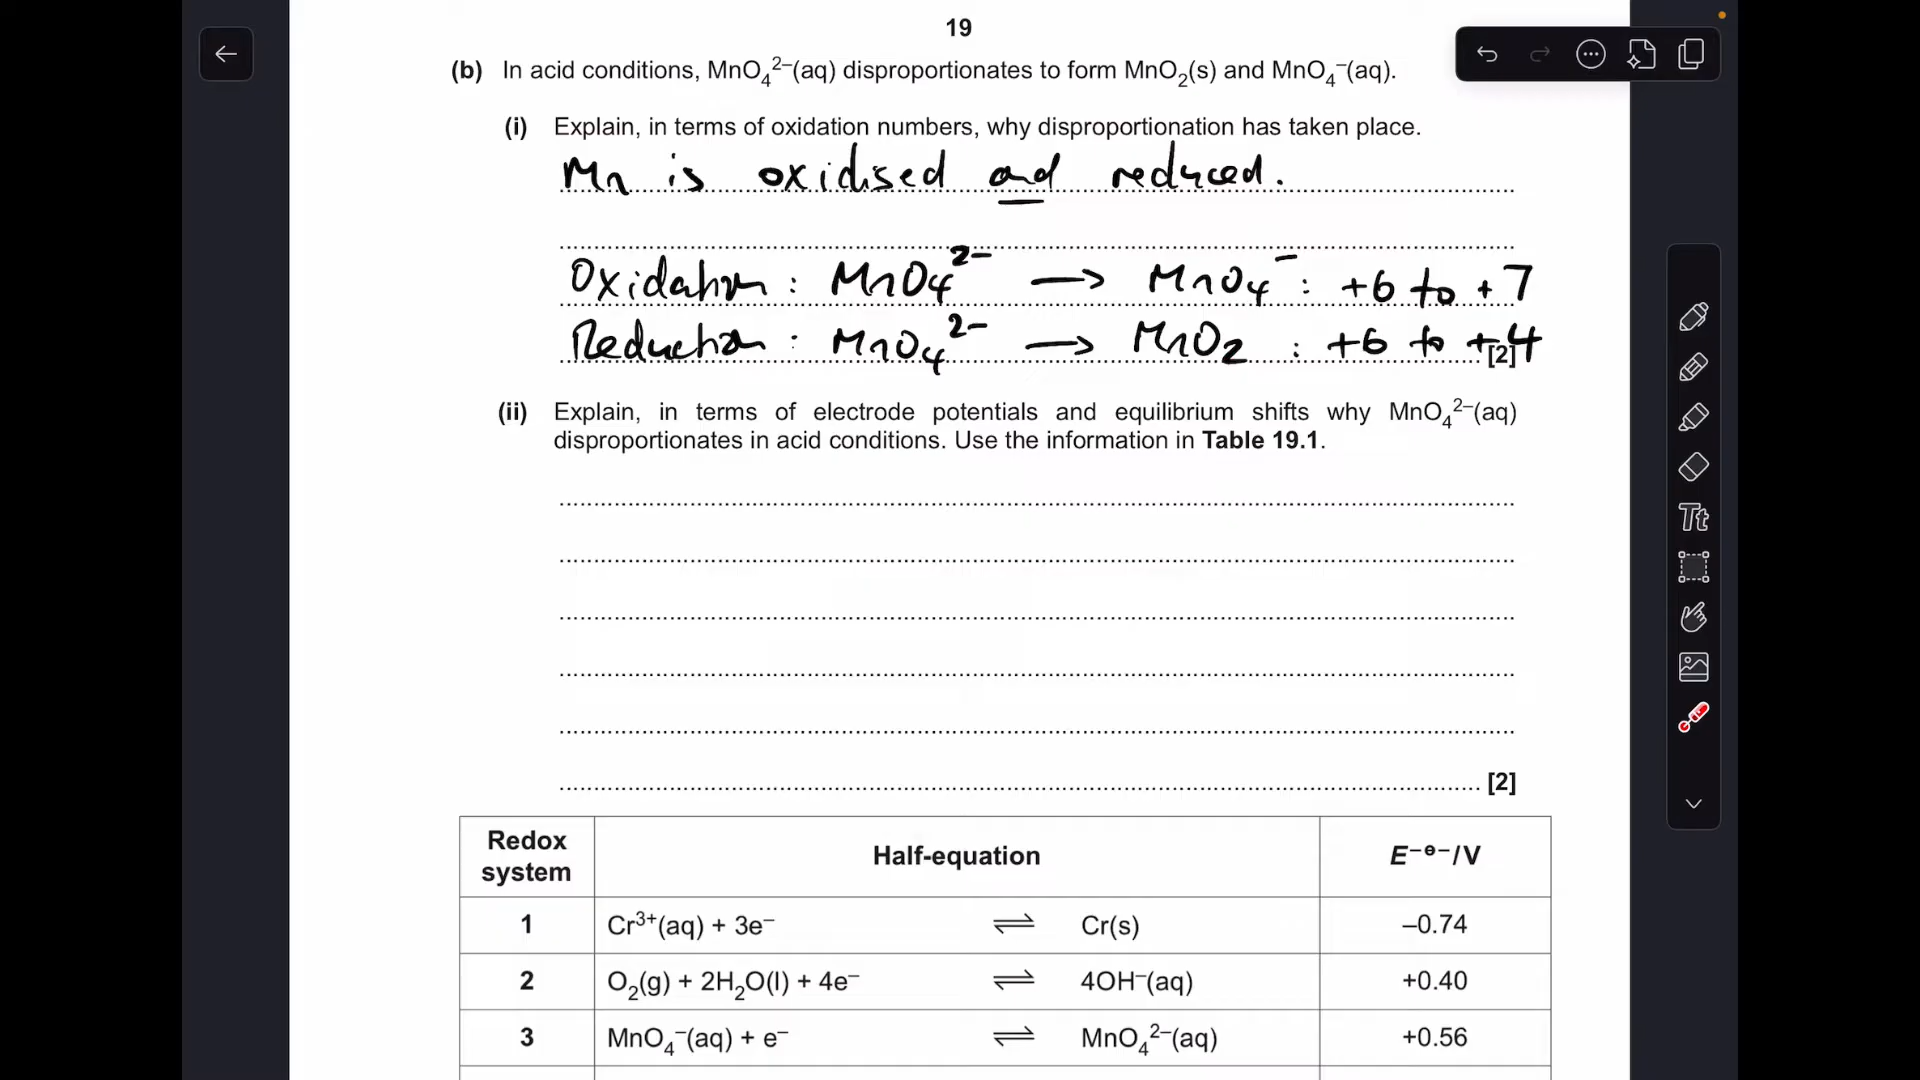 19
(b) In acid conditions, MnO₄²⁻(aq) disproportionates to form MnO₂(s) and MnO₄⁻(aq).
(i) Explain, in terms of oxidation numbers, why disproportionation has taken place.
Mn is oxidised and reduced.
Oxidation : MnO₄²⁻ → MnO₄⁻ : +6 to +7
Reduction : MnO₄²⁻ → MnO₂ : +6 to +4
[2]
(ii) Explain, in terms of electrode potentials and equilibrium shifts why MnO₄²⁻(aq)
disproportionates in acid conditions. Use the information in Table 19.1.
[2]
Redox system Half-equation E⁻ᶿ⁻/V
1 Cr³⁺(aq) + 3e⁻ ⇌ Cr(s) –0.74
2 O₂(g) + 2H₂O(l) + 4e⁻ ⇌ 4OH⁻(aq) +0.40
3 MnO₄⁻(aq) + e⁻ ⇌ MnO₄²⁻(aq) +0.56
Tt